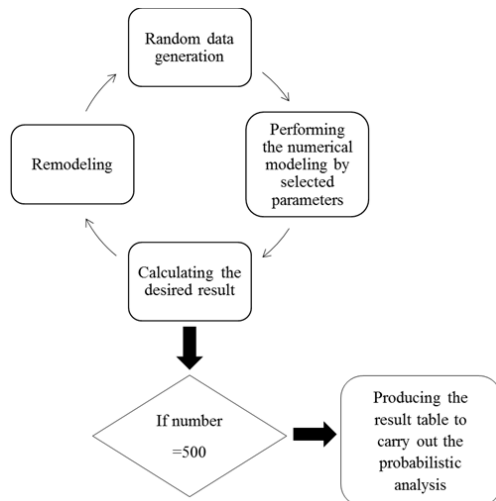 Random data
generation
Performing
the numerical
modeling by
selected
parameters
Remodeling
Calculating the
desired result
If number
=500
Producing the
result table to
carry out the
probabilistic
analysis